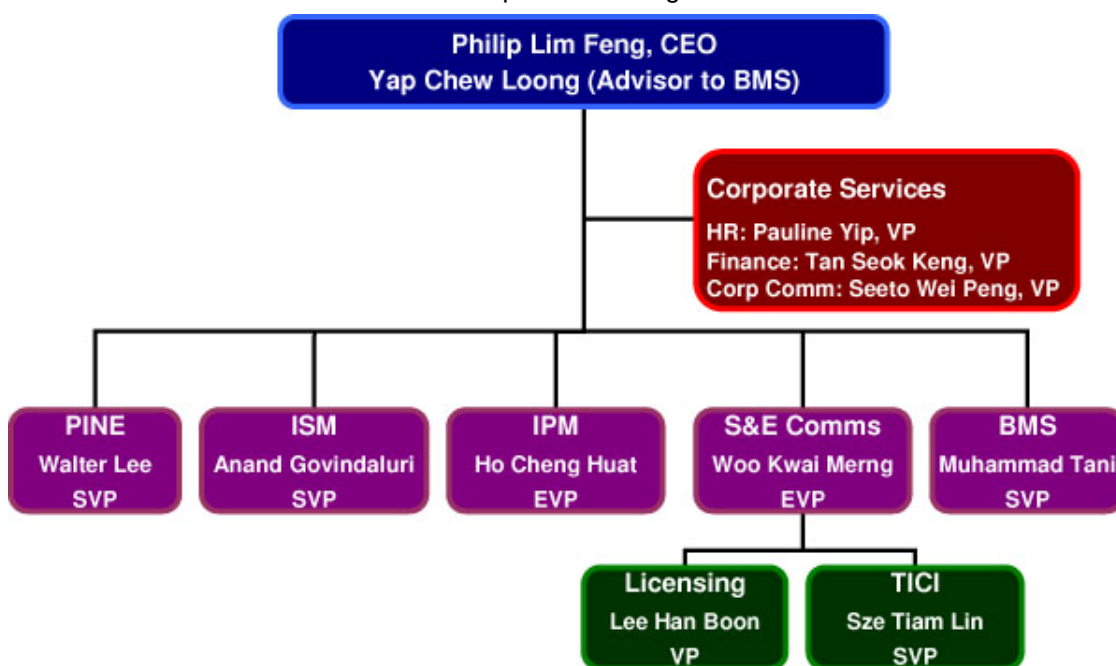 Philip Lim Feng, CEO
Yap Chew Loong (Advisor to BMS)
Corporate Services
HR: Pauline Yip, VP
Finance: Tan Seok Keng, VP
Corp Comm: Seeto Wei Peng, VP
PINE
Walter Lee
SVP
ISM
Anand Govindaluri
SVP
IPM
Ho Cheng Huat
EVP
S&E Comms
Woo Kwai Merng
EVP
BMS
Muhammad Tani
SVP
Licensing
Lee Han Boon
VP
TICI
Sze Tiam Lin
SVP